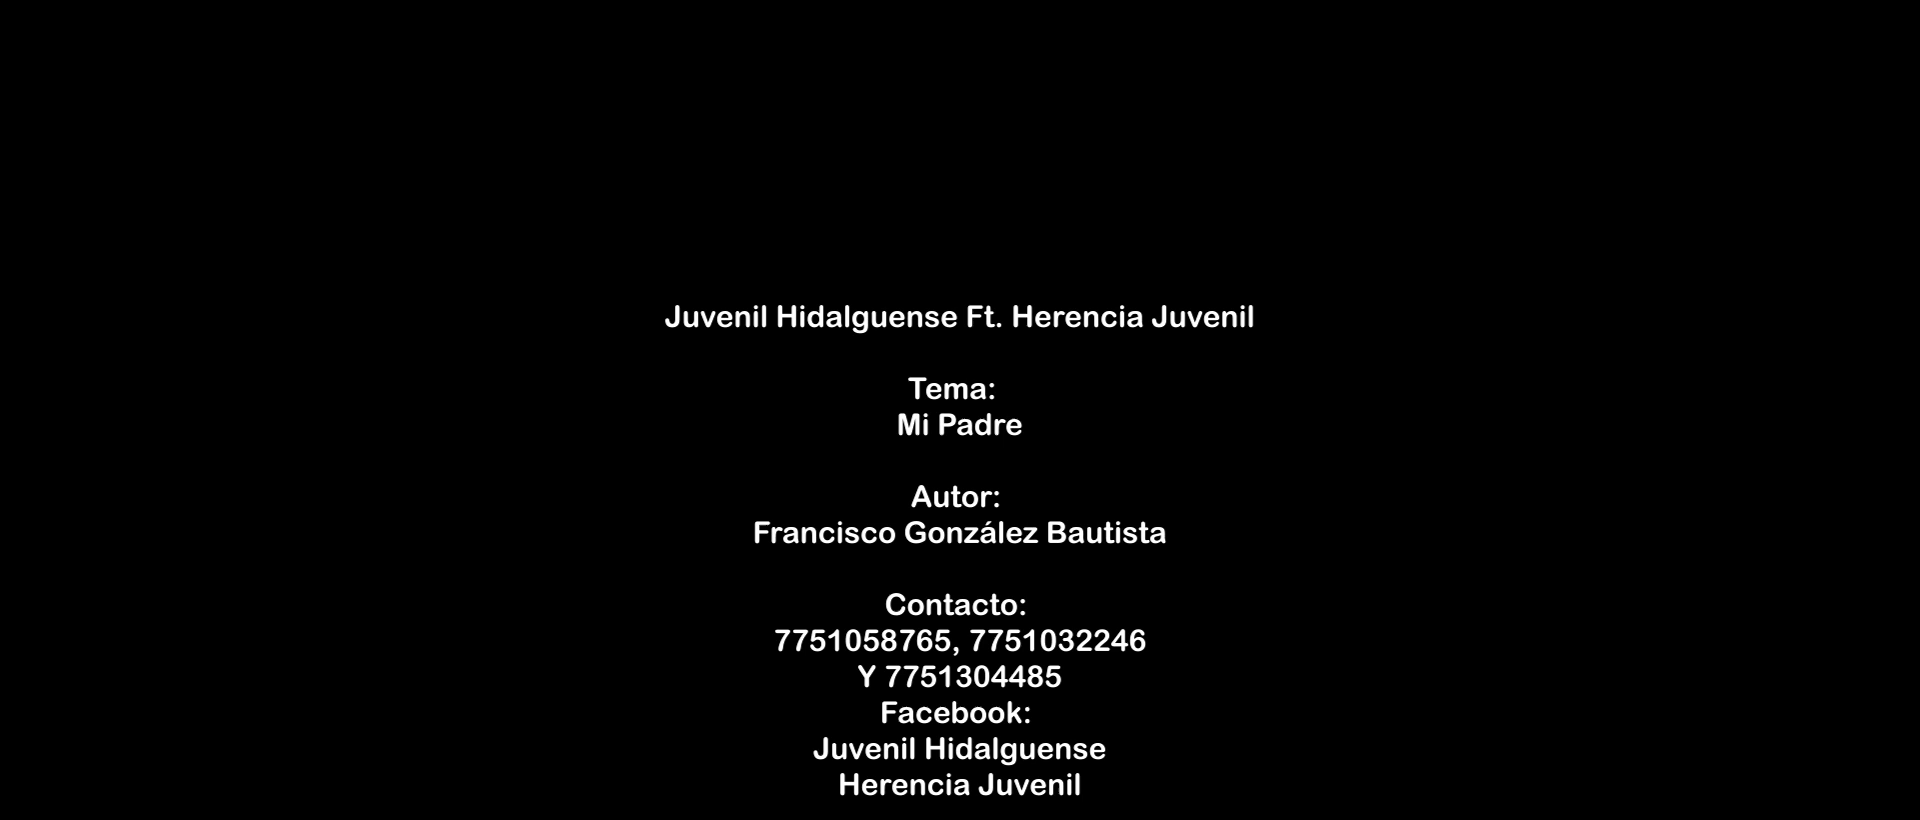 Juvenil Hidalguense Ft. Herencia Juvenil
Tema:
Mi Padre
Autor:
Francisco González Bautista
Contacto:
7751058765, 7751032246
Y 7751304485
Facebook:
Juvenil Hidalguense
Herencia Juvenil